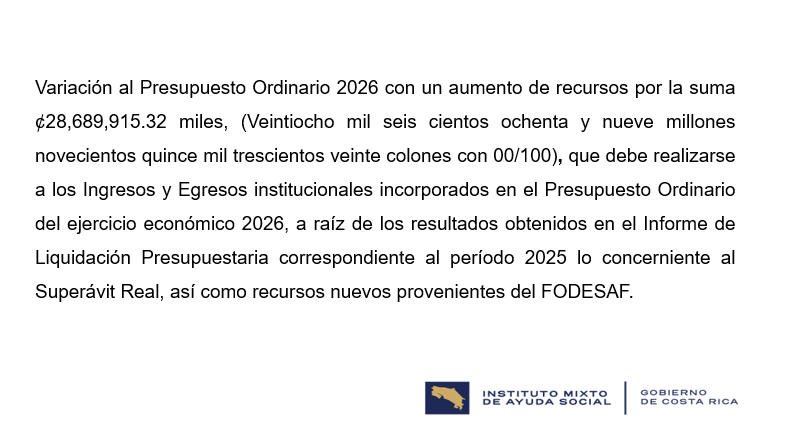 Variación al Presupuesto Ordinario 2026 con un aumento de recursos por la suma
₡28,689,915.32 miles, (Veintiocho mil seis cientos ochenta y nueve millones
novecientos quince mil trescientos veinte colones con 00/100), que debe realizarse
a los Ingresos y Egresos institucionales incorporados en el Presupuesto Ordinario
del ejercicio económico 2026, a raíz de los resultados obtenidos en el Informe de
Liquidación Presupuestaria correspondiente al período 2025 lo concerniente al
Superávit Real, así como recursos nuevos provenientes del FODESAF.
INSTITUTO MIXTO
DE AYUDA SOCIAL
GOBIERNO
DE COSTA RICA